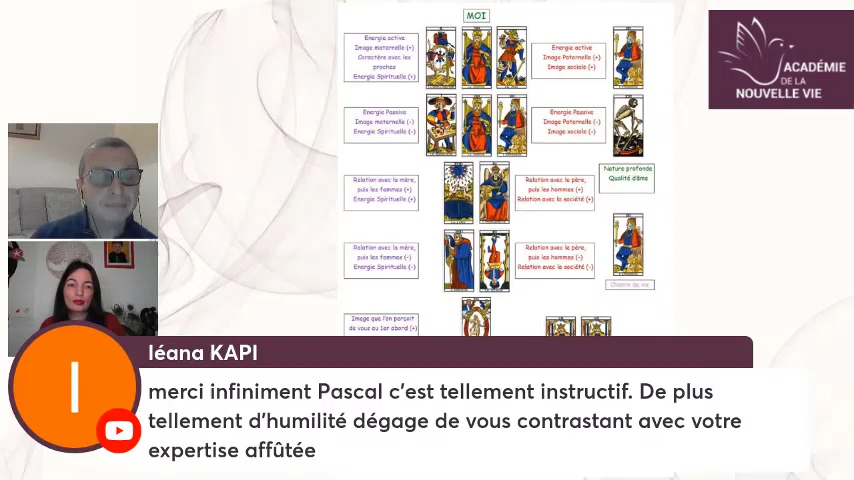 MOI
Energie active
Image maternelle (+)
Caractère avec les
proches
Energie Spirituelle (+)
Energie active
Image Paternelle (+)
Image sociale (+)
Energie Passive
Image maternelle (-)
Energie Spirituelle (-)
Energie Passive
Image Paternelle (-)
Image sociale (-)
Nature profonde
Qualité d'âme
Relation avec la mère,
puis les femmes (+)
Energie Spirituelle (+)
Relation avec le père,
puis les hommes (+)
Relation avec la société (+)
Relation avec la mère,
puis les femmes (-)
Energie Spirituelle (-)
Relation avec le père,
puis les hommes (-)
Relation avec la société (-)
Chemin de vie
Image que l'on perçoit
de vous au 1er abord (+)
ACADÉMIE
DE LA
NOUVELLE VIE
I
Iéana KAPI
merci infiniment Pascal c'est tellement instructif. De plus
tellement d'humilité dégage de vous contrastant avec votre
expertise affûtée